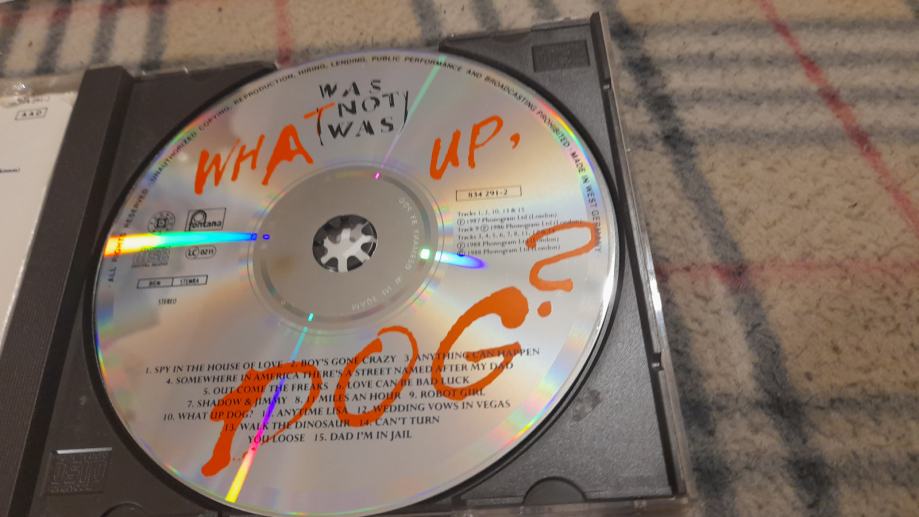 AAD
ALL RIGHTS RESERVED. UNAUTHORIZED COPYING, REPRODUCTION, HIRING, LENDING, PUBLIC PERFORMANCE AND BROADCASTING PROHIBITED. MADE IN WEST GERMANY
WAS
(NOT
WAS)
WHAT UP,
DOG?
834 291-2
Tracks 1, 2, 10, 13 & 15
Ⓟ 1987 Phonogram Ltd (London)
Track 9 Ⓟ 1986 Phonogram Ltd (London)
Ⓟ 1988 Phonogram Ltd (London)
© 1988 Phonogram Ltd (London)
fontana
LC 0211
BIEM STEMRA
STEREO
1. SPY IN THE HOUSE OF LOVE 2. BOY'S GONE CRAZY 3. ANYTHING CAN HAPPEN
4. SOMEWHERE IN AMERICA THERE'S A STREET NAMED AFTER MY DAD
5. OUT COME THE FREAKS 6. LOVE CAN BE BAD LUCK
7. SHADOW & JIMMY 8. 11 MILES AN HOUR 9. ROBOT GIRL
10. WHAT UP DOG? 11. ANYTIME LISA 12. WEDDING VOWS IN VEGAS
13. WALK THE DINOSAUR 14. CAN'T TURN
YOU LOOSE 15. DAD I'M IN JAIL